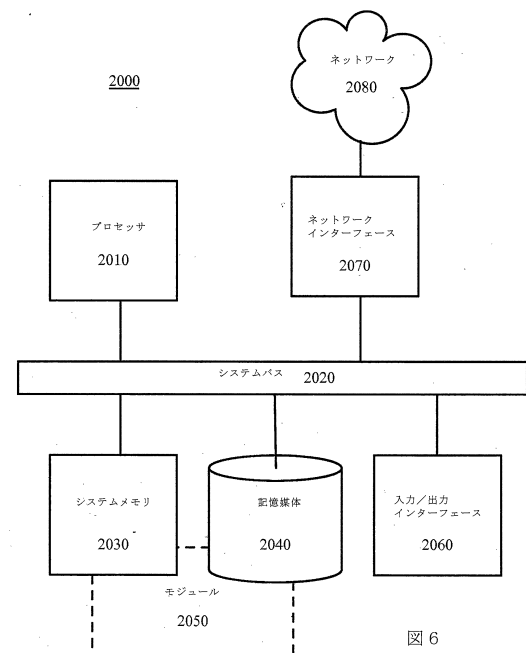 2000
ネットワーク
2080
プロセッサ
2010
ネットワーク
インターフェース
2070
システムバス 2020
システムメモリ
2030
記憶媒体
2040
入力／出力
インターフェース
2060
モジュール
2050
図６